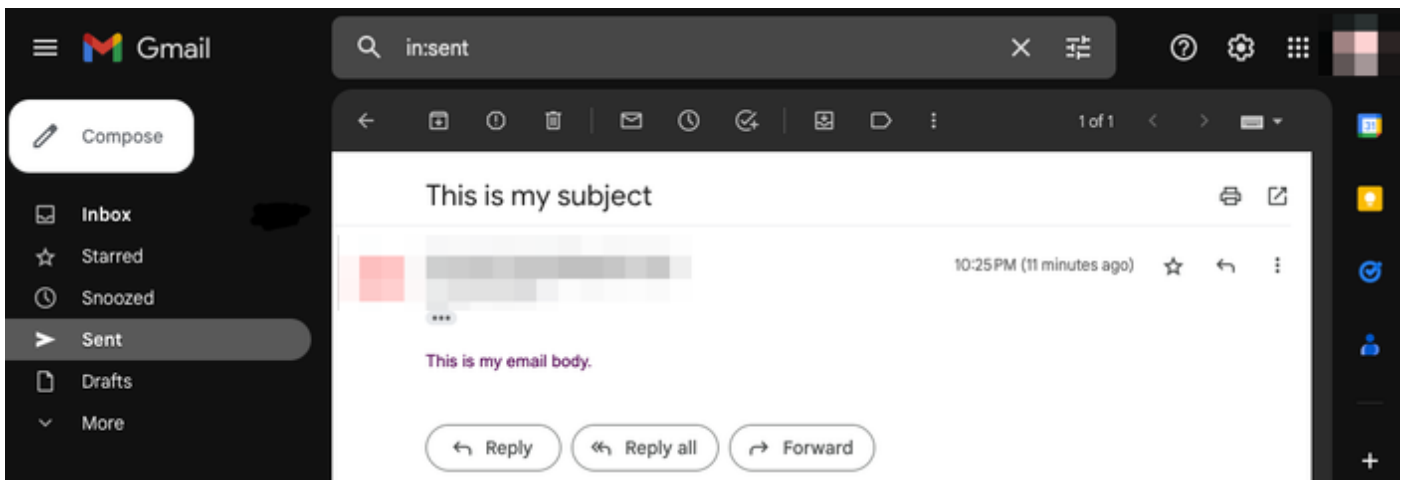 Gmail
in:sent
Compose
1 of 1
31
This is my subject
Inbox
Starred
10:25 PM (11 minutes ago)
Snoozed
Sent
This is my email body.
Drafts
More
Reply
Reply all
Forward